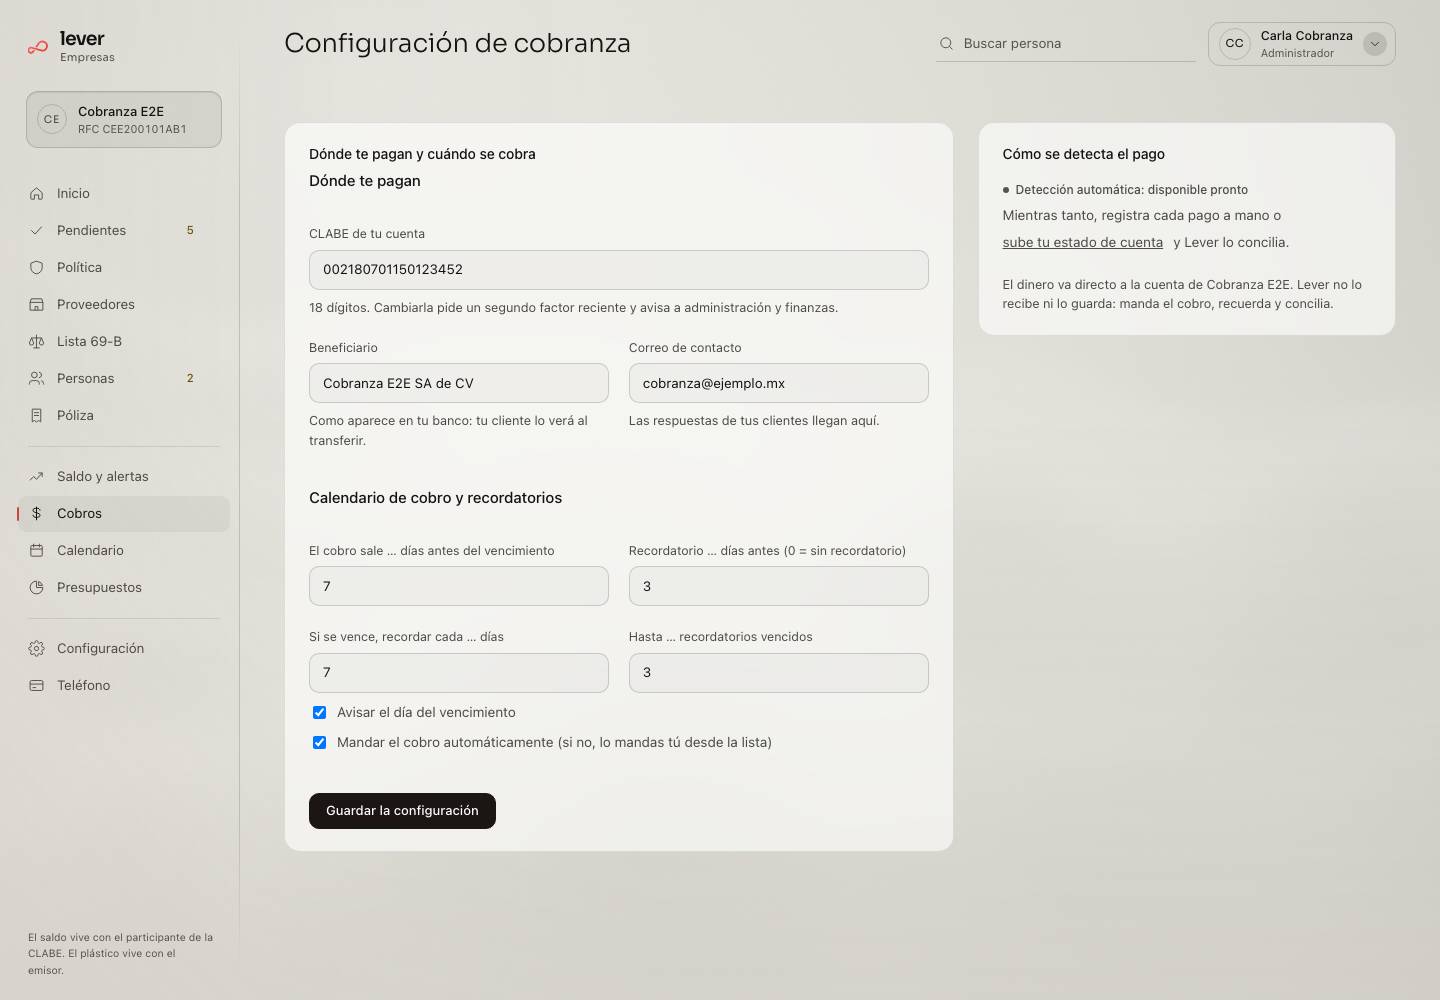 lever
Empresas
CE
Cobranza E2E
RFC CEE200101AB1
Inicio
Pendientes 5
Política
Proveedores
Lista 69-B
Personas 2
Póliza
Saldo y alertas
Cobros
Calendario
Presupuestos
Configuración
Teléfono
El saldo vive con el participante de la
CLABE. El plástico vive con el
emisor.
Configuración de cobranza
Buscar persona
CC
Carla Cobranza
Administrador
Dónde te pagan y cuándo se cobra
Dónde te pagan
CLABE de tu cuenta
002180701150123452
18 dígitos. Cambiarla pide un segundo factor reciente y avisa a administración y finanzas.
Beneficiario
Cobranza E2E SA de CV
Como aparece en tu banco: tu cliente lo verá al
transferir.
Correo de contacto
cobranza@ejemplo.mx
Las respuestas de tus clientes llegan aquí.
Calendario de cobro y recordatorios
El cobro sale … días antes del vencimiento
7
Recordatorio … días antes (0 = sin recordatorio)
3
Si se vence, recordar cada … días
7
Hasta … recordatorios vencidos
3
Avisar el día del vencimiento
Mandar el cobro automáticamente (si no, lo mandas tú desde la lista)
Guardar la configuración
Cómo se detecta el pago
Detección automática: disponible pronto
Mientras tanto, registra cada pago a mano o
sube tu estado de cuenta y Lever lo concilia.
El dinero va directo a la cuenta de Cobranza E2E. Lever no lo
recibe ni lo guarda: manda el cobro, recuerda y concilia.